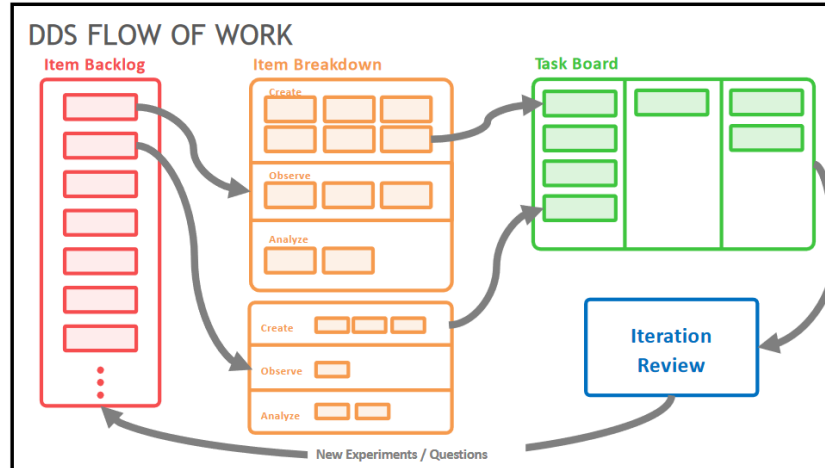 DDS FLOW OF WORK
Item Backlog
Item Breakdown
Task Board
Create
Observe
Analyze
Create
Observe
Analyze
Iteration
Review
New Experiments / Questions